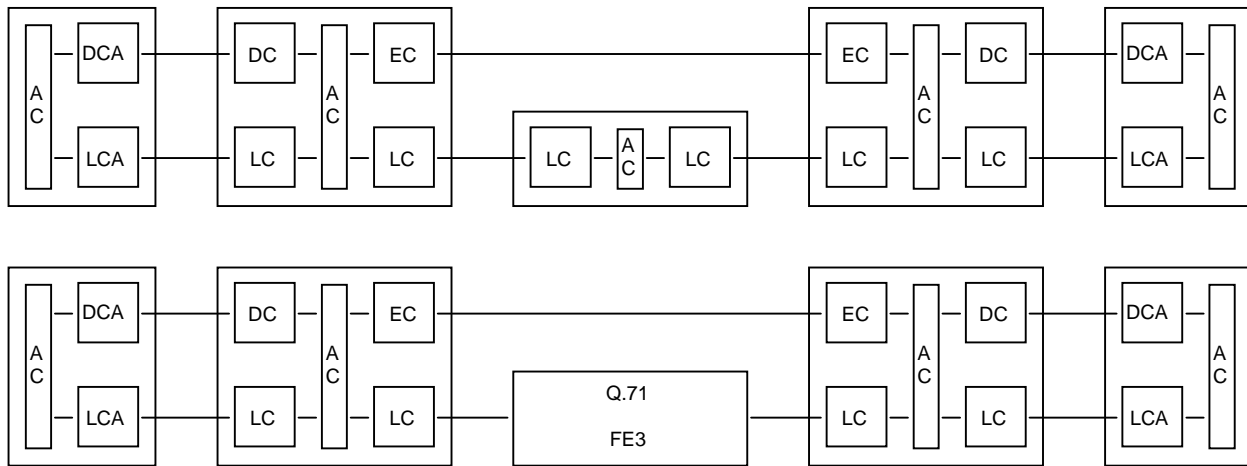 DCA DC EC EC DC DCA
A A A A A
C C C C C
LCA LC LC LC A LC LC LC LCA
C
DCA DC EC EC DC DCA
A A A A
C C C C
Q.71
LCA LC LC LC LC LCA
FE3